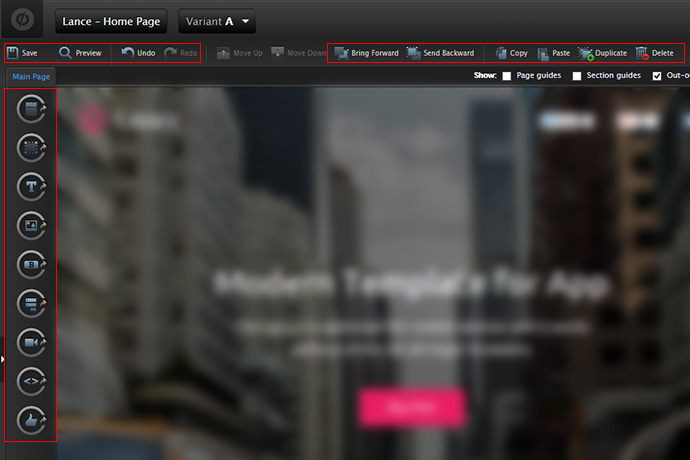 Lance – Home Page Variant A
Save Preview Undo Redo Move Up Move Down Bring Forward Send Backward Copy Paste Duplicate Delete
Main Page Show: Page guides Section guides Out-o
T
B
<>
Modern Template for App